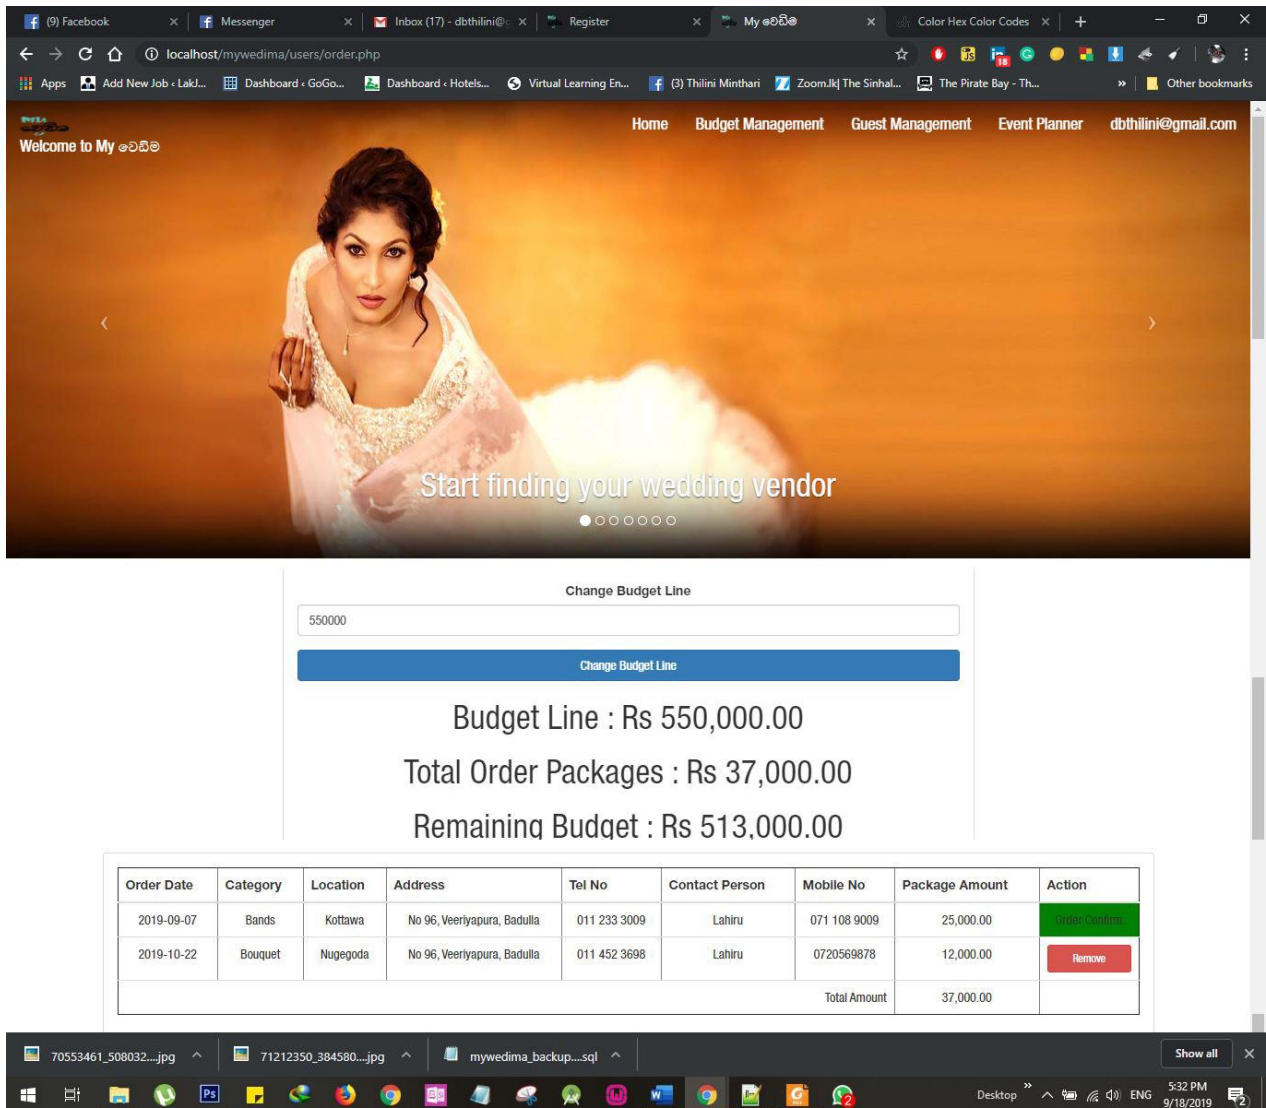 (9) Facebook
Messenger
Inbox (17) - dbthilini@
Register
My වෙඩිම
Color Hex Color Codes
localhost/mywedima/users/order.php
18
Apps
Add New Job ‹ LakJ...
Dashboard ‹ GoGo...
Dashboard ‹ Hotels...
Virtual Learning En...
(3) Thilini Minthari
Zoom.lk| The Sinhal...
The Pirate Bay - Th...
»
Other bookmarks
Welcome to My වෙඩිම
Home Budget Management Guest Management Event Planner dbthilini@gmail.com
Start finding your wedding vendor
Change Budget Line
550000
Change Budget Line
Budget Line : Rs 550,000.00
Total Order Packages : Rs 37,000.00
Remaining Budget : Rs 513,000.00
Order Date Category Location Address Tel No Contact Person Mobile No Package Amount Action
2019-09-07 Bands Kottawa No 96, Veeriyapura, Badulla 011 233 3009 Lahiru 071 108 9009 25,000.00 Order Confirm
2019-10-22 Bouquet Nugegoda No 96, Veeriyapura, Badulla 011 452 3698 Lahiru 0720569878 12,000.00 Remove
Total Amount 37,000.00
70553461_508032....jpg
71212350_384580....jpg
mywedima_backup....sql
Show all
Desktop
»
ENG
5:32 PM
9/18/2019
2